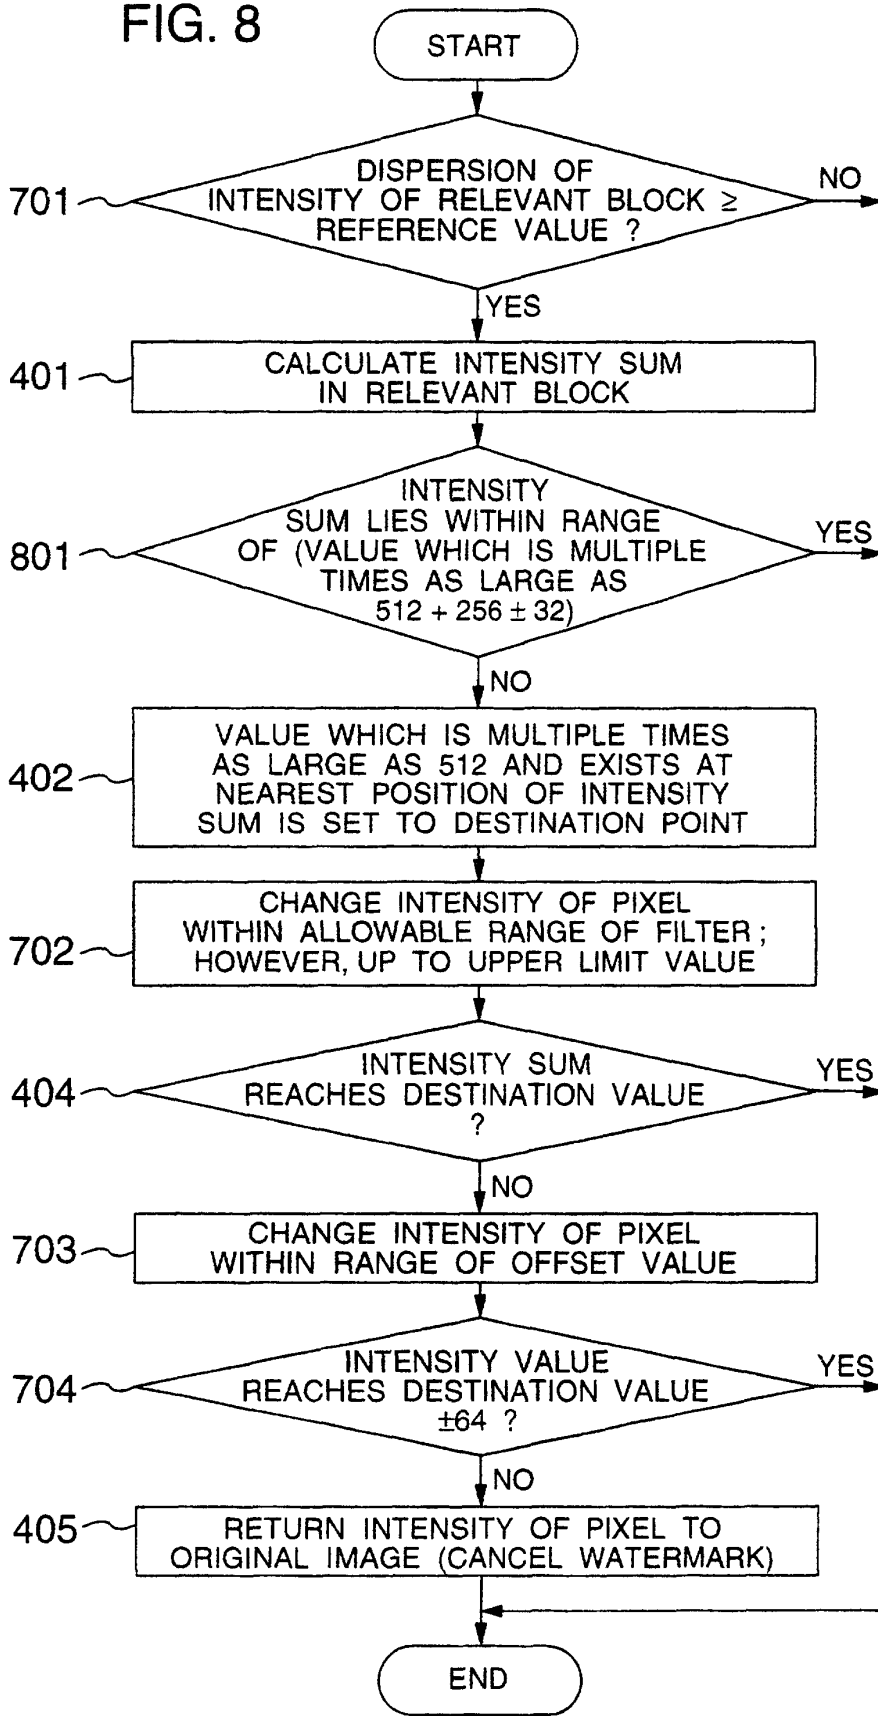 FIG. 8
START
701
DISPERSION OF
INTENSITY OF RELEVANT BLOCK ≥
REFERENCE VALUE ?
NO
YES
401
CALCULATE INTENSITY SUM
IN RELEVANT BLOCK
801
INTENSITY
SUM LIES WITHIN RANGE
OF (VALUE WHICH IS MULTIPLE
TIMES AS LARGE AS
512 + 256 ± 32)
YES
NO
402
VALUE WHICH IS MULTIPLE TIMES
AS LARGE AS 512 AND EXISTS AT
NEAREST POSITION OF INTENSITY
SUM IS SET TO DESTINATION POINT
702
CHANGE INTENSITY OF PIXEL
WITHIN ALLOWABLE RANGE OF FILTER ;
HOWEVER, UP TO UPPER LIMIT VALUE
404
INTENSITY SUM
REACHES DESTINATION VALUE
?
YES
NO
703
CHANGE INTENSITY OF PIXEL
WITHIN RANGE OF OFFSET VALUE
704
INTENSITY VALUE
REACHES DESTINATION VALUE
±64 ?
YES
NO
405
RETURN INTENSITY OF PIXEL TO
ORIGINAL IMAGE (CANCEL WATERMARK)
END